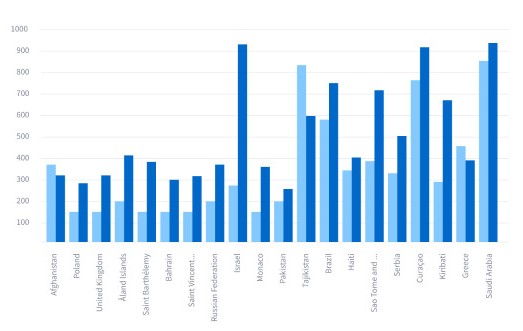 1000
900
800
700
600
500
400
300
200
100
Afghanistan
Poland
United Kingdom
Åland Islands
Saint Barthélemy
Bahrain
Saint Vincent...
Russian Federation
Israel
Monaco
Pakistan
Tajikistan
Brazil
Haiti
Sao Tome and ...
Serbia
Curaçao
Kiribati
Greece
Saudi Arabia